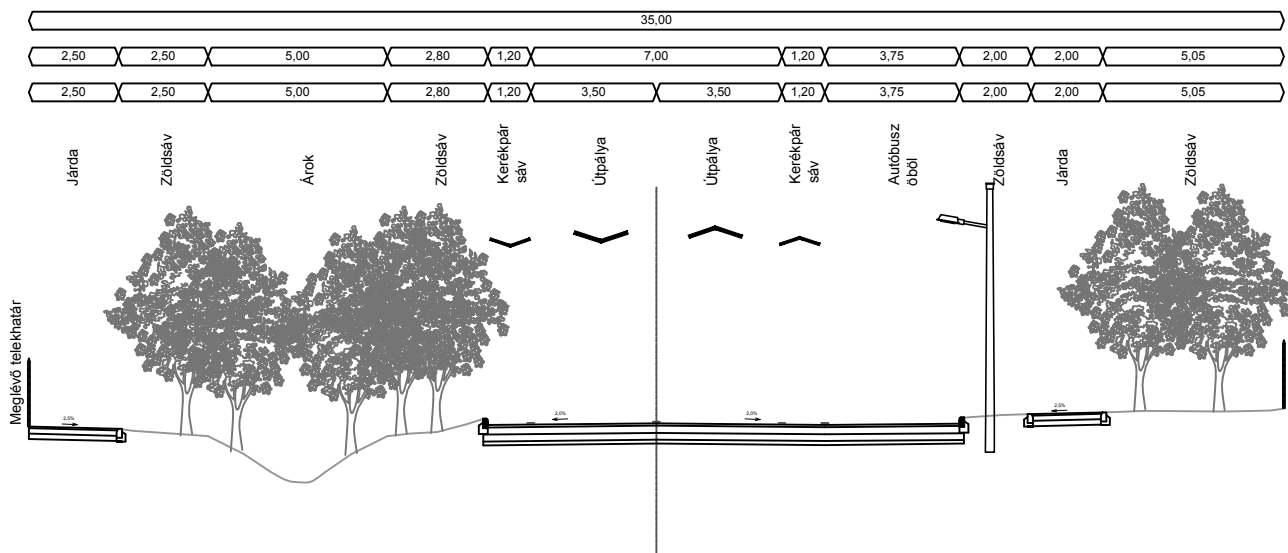 35,00
2,50 2,50 5,00 2,80 1,20 7,00 1,20 3,75 2,00 2,00 5,05
2,50 2,50 5,00 2,80 1,20 3,50 3,50 1,20 3,75 2,00 2,00 5,05
Járda
Zöldsáv
Árok
Zöldsáv
Kerékpár
sáv
Útpálya
Útpálya
Kerékpár
sáv
Autóbusz
öböl
Zöldsáv
Járda
Zöldsáv
Meglévő telekhatár
2,5%
2,0%
2,0%
2,5%